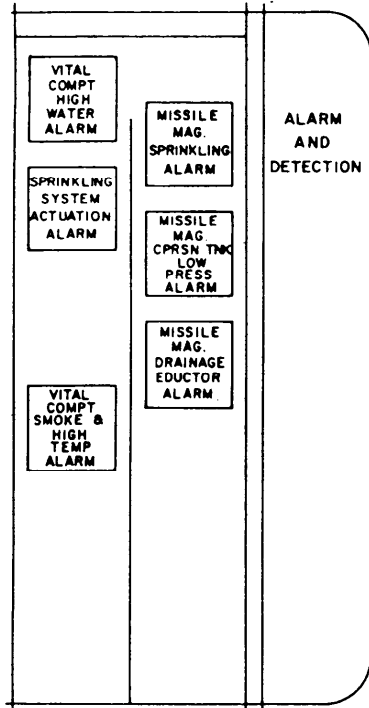 VITAL
COMPT
HIGH
WATER
ALARM
SPRINKLING
SYSTEM
ACTUATION
ALARM
VITAL
COMPT
SMOKE &
HIGH
TEMP
ALARM
MISSILE
MAG.
SPRINKLING
ALARM
MISSILE
MAG.
CPRSN TNK
LOW
PRESS
ALARM
MISSILE
MAG.
DRAINAGE
EDUCTOR
ALARM.
ALARM
AND
DETECTION